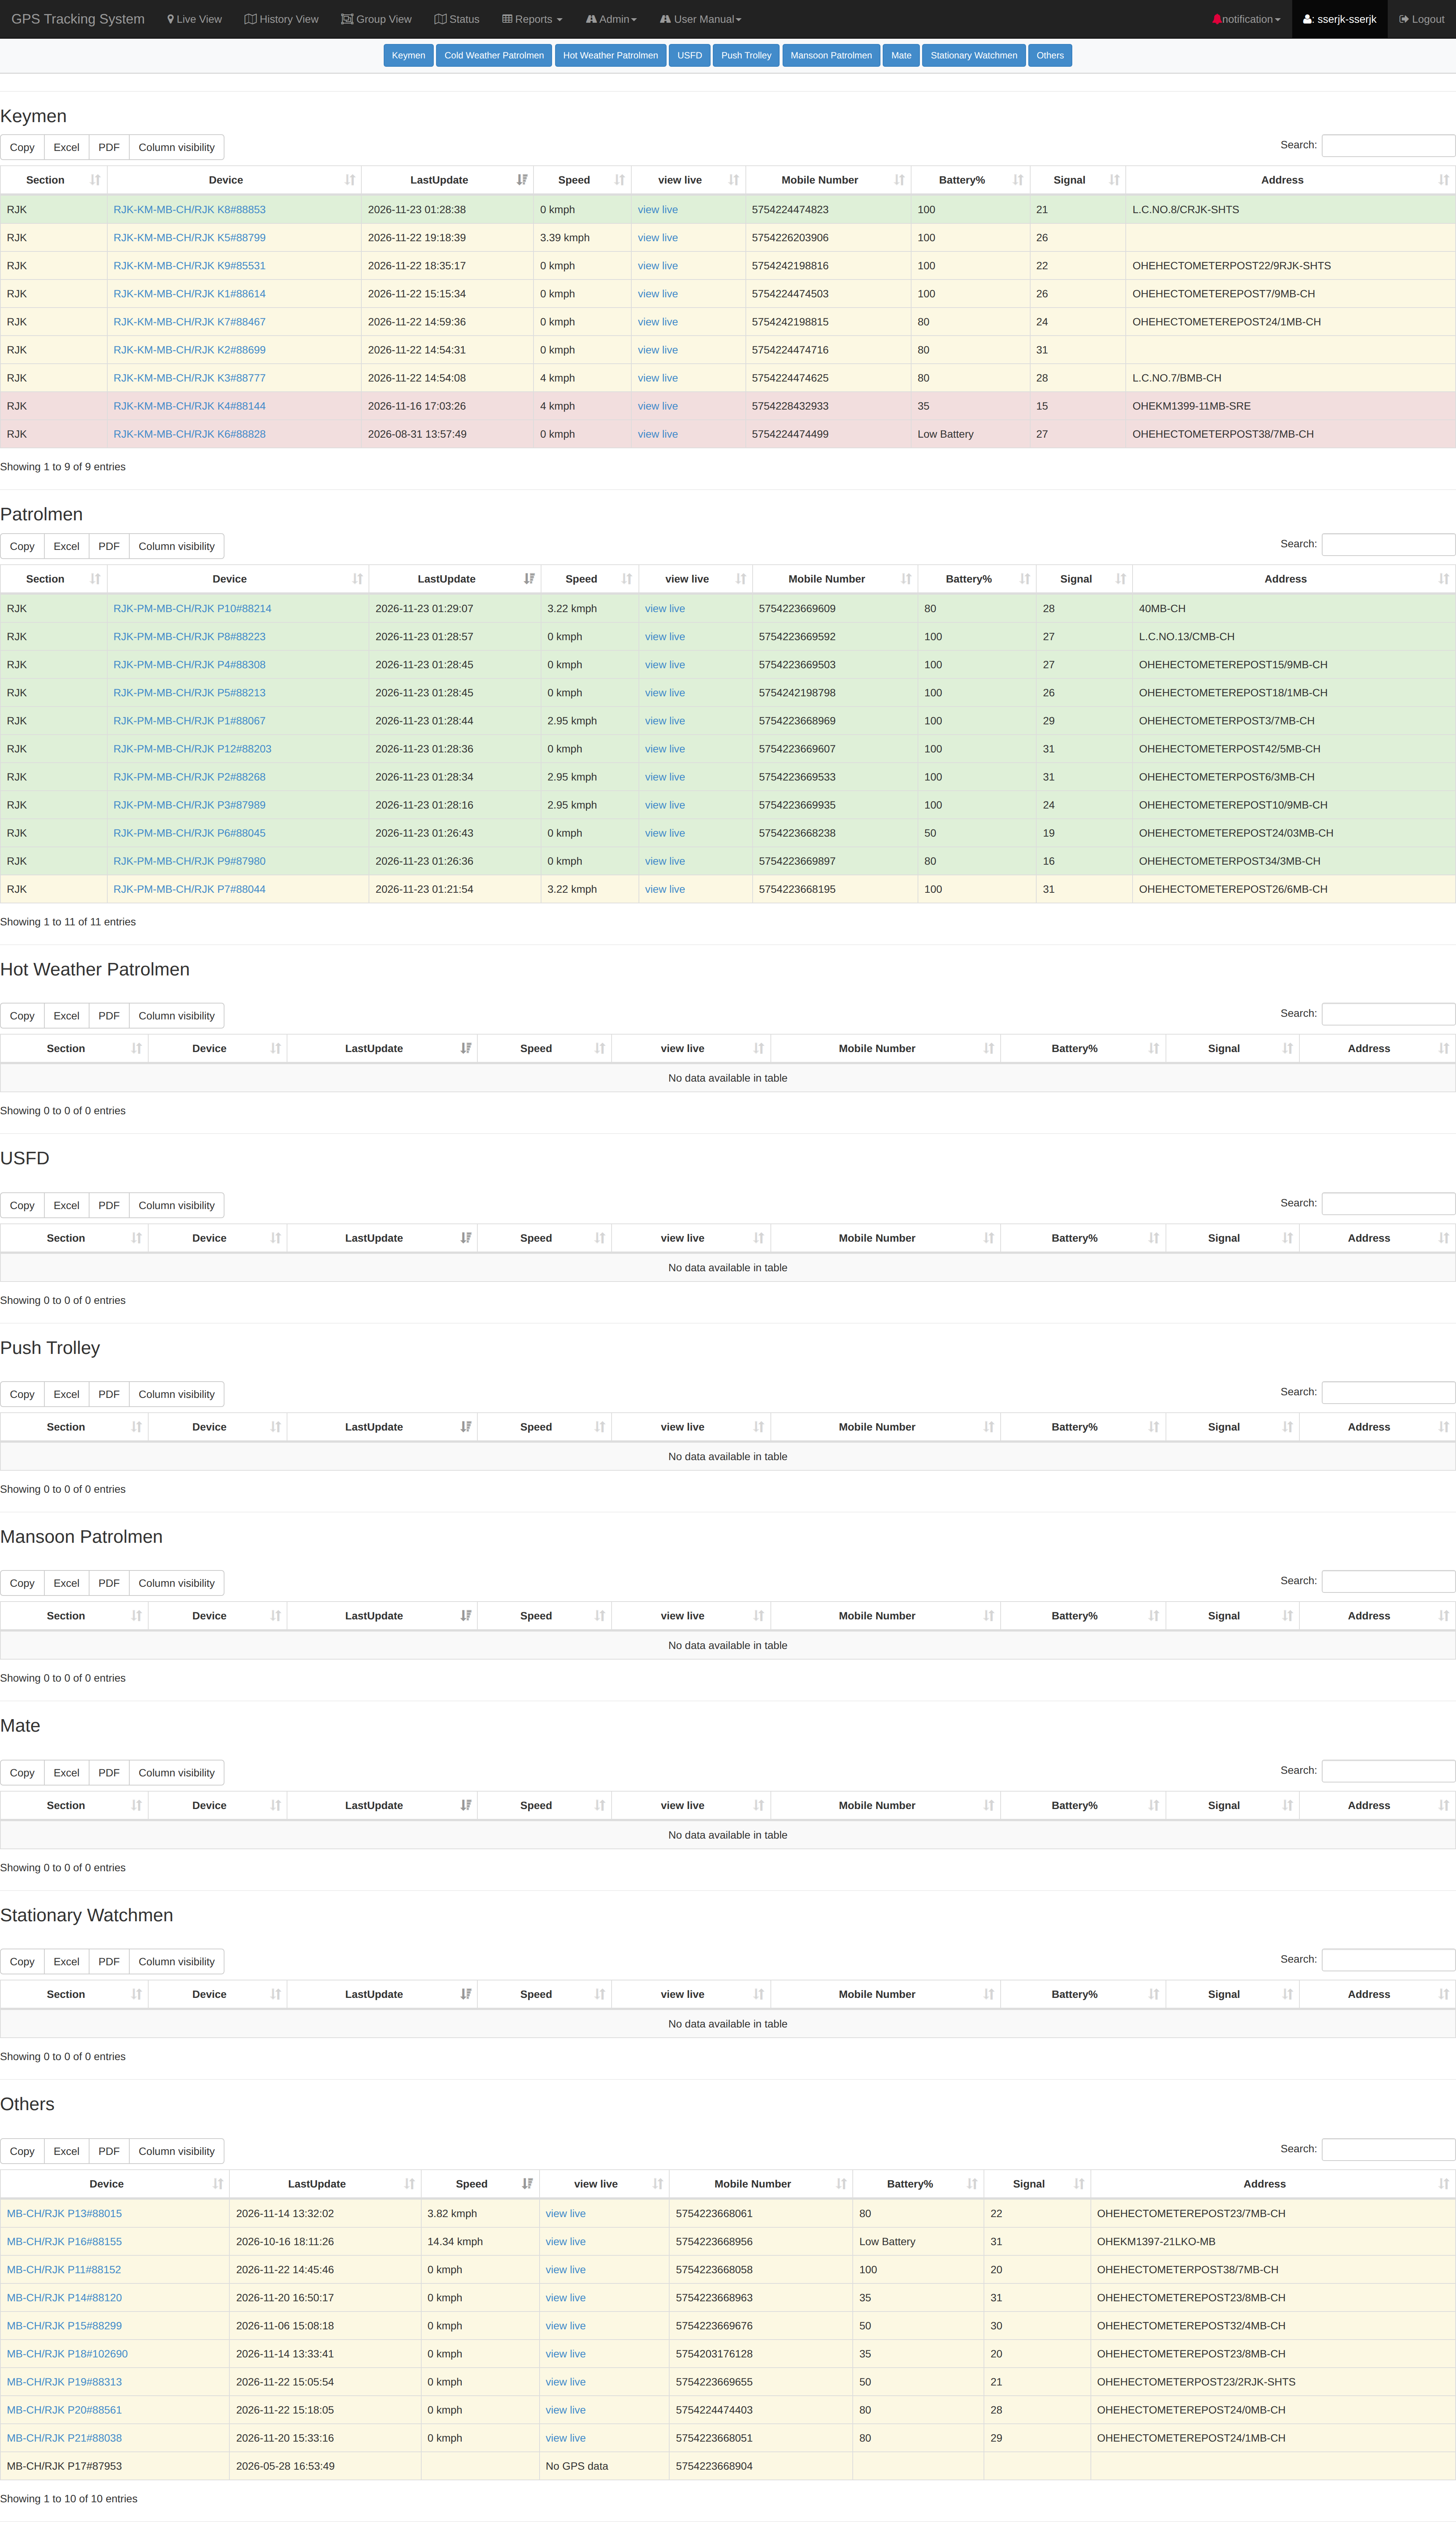 GPS Tracking System Live View History View Group View Status Reports Admin User Manual notification : sserjk-sserjk Logout
Keymen Cold Weather Patrolmen Hot Weather Patrolmen USFD Push Trolley Mansoon Patrolmen Mate Stationary Watchmen Others
Keymen
Copy Excel PDF Column visibility Search:
Section Device LastUpdate Speed view live Mobile Number Battery% Signal Address
RJK RJK-KM-MB-CH/RJK K8#88853 2026-11-23 01:28:38 0 kmph view live 5754224474823 100 21 L.C.NO.8/CRJK-SHTS
RJK RJK-KM-MB-CH/RJK K5#88799 2026-11-22 19:18:39 3.39 kmph view live 5754226203906 100 26
RJK RJK-KM-MB-CH/RJK K9#85531 2026-11-22 18:35:17 0 kmph view live 5754242198816 100 22 OHEHECTOMETERPOST22/9RJK-SHTS
RJK RJK-KM-MB-CH/RJK K1#88614 2026-11-22 15:15:34 0 kmph view live 5754224474503 100 26 OHEHECTOMETEREPOST7/9MB-CH
RJK RJK-KM-MB-CH/RJK K7#88467 2026-11-22 14:59:36 0 kmph view live 5754242198815 80 24 OHEHECTOMETEREPOST24/1MB-CH
RJK RJK-KM-MB-CH/RJK K2#88699 2026-11-22 14:54:31 0 kmph view live 5754224474716 80 31
RJK RJK-KM-MB-CH/RJK K3#88777 2026-11-22 14:54:08 4 kmph view live 5754224474625 80 28 L.C.NO.7/BMB-CH
RJK RJK-KM-MB-CH/RJK K4#88144 2026-11-16 17:03:26 4 kmph view live 5754228432933 35 15 OHEKM1399-11MB-SRE
RJK RJK-KM-MB-CH/RJK K6#88828 2026-08-31 13:57:49 0 kmph view live 5754224474499 Low Battery 27 OHEHECTOMETERPOST38/7MB-CH
Showing 1 to 9 of 9 entries
Patrolmen
Copy Excel PDF Column visibility Search:
Section Device LastUpdate Speed view live Mobile Number Battery% Signal Address
RJK RJK-PM-MB-CH/RJK P10#88214 2026-11-23 01:29:07 3.22 kmph view live 5754223669609 80 28 40MB-CH
RJK RJK-PM-MB-CH/RJK P8#88223 2026-11-23 01:28:57 0 kmph view live 5754223669592 100 27 L.C.NO.13/CMB-CH
RJK RJK-PM-MB-CH/RJK P4#88308 2026-11-23 01:28:45 0 kmph view live 5754223669503 100 27 OHEHECTOMETEREPOST15/9MB-CH
RJK RJK-PM-MB-CH/RJK P5#88213 2026-11-23 01:28:45 0 kmph view live 5754242198798 100 26 OHEHECTOMETEREPOST18/1MB-CH
RJK RJK-PM-MB-CH/RJK P1#88067 2026-11-23 01:28:44 2.95 kmph view live 5754223668969 100 29 OHEHECTOMETERPOST3/7MB-CH
RJK RJK-PM-MB-CH/RJK P12#88203 2026-11-23 01:28:36 0 kmph view live 5754223669607 100 31 OHEHECTOMETERPOST42/5MB-CH
RJK RJK-PM-MB-CH/RJK P2#88268 2026-11-23 01:28:34 2.95 kmph view live 5754223669533 100 31 OHEHECTOMETERPOST6/3MB-CH
RJK RJK-PM-MB-CH/RJK P3#87989 2026-11-23 01:28:16 2.95 kmph view live 5754223669935 100 24 OHEHECTOMETEREPOST10/9MB-CH
RJK RJK-PM-MB-CH/RJK P6#88045 2026-11-23 01:26:43 0 kmph view live 5754223668238 50 19 OHEHECTOMETEREPOST24/03MB-CH
RJK RJK-PM-MB-CH/RJK P9#87980 2026-11-23 01:26:36 0 kmph view live 5754223669897 80 16 OHEHECTOMETERPOST34/3MB-CH
RJK RJK-PM-MB-CH/RJK P7#88044 2026-11-23 01:21:54 3.22 kmph view live 5754223668195 100 31 OHEHECTOMETEREPOST26/6MB-CH
Showing 1 to 11 of 11 entries
Hot Weather Patrolmen
Copy Excel PDF Column visibility Search:
Section Device LastUpdate Speed view live Mobile Number Battery% Signal Address
No data available in table
Showing 0 to 0 of 0 entries
USFD
Copy Excel PDF Column visibility Search:
Section Device LastUpdate Speed view live Mobile Number Battery% Signal Address
No data available in table
Showing 0 to 0 of 0 entries
Push Trolley
Copy Excel PDF Column visibility Search:
Section Device LastUpdate Speed view live Mobile Number Battery% Signal Address
No data available in table
Showing 0 to 0 of 0 entries
Mansoon Patrolmen
Copy Excel PDF Column visibility Search:
Section Device LastUpdate Speed view live Mobile Number Battery% Signal Address
No data available in table
Showing 0 to 0 of 0 entries
Mate
Copy Excel PDF Column visibility Search:
Section Device LastUpdate Speed view live Mobile Number Battery% Signal Address
No data available in table
Showing 0 to 0 of 0 entries
Stationary Watchmen
Copy Excel PDF Column visibility Search:
Section Device LastUpdate Speed view live Mobile Number Battery% Signal Address
No data available in table
Showing 0 to 0 of 0 entries
Others
Copy Excel PDF Column visibility Search:
Device LastUpdate Speed view live Mobile Number Battery% Signal Address
MB-CH/RJK P13#88015 2026-11-14 13:32:02 3.82 kmph view live 5754223668061 80 22 OHEHECTOMETEREPOST23/7MB-CH
MB-CH/RJK P16#88155 2026-10-16 18:11:26 14.34 kmph view live 5754223668956 Low Battery 31 OHEKM1397-21LKO-MB
MB-CH/RJK P11#88152 2026-11-22 14:45:46 0 kmph view live 5754223668058 100 20 OHEHECTOMETERPOST38/7MB-CH
MB-CH/RJK P14#88120 2026-11-20 16:50:17 0 kmph view live 5754223668963 35 31 OHEHECTOMETEREPOST23/8MB-CH
MB-CH/RJK P15#88299 2026-11-06 15:08:18 0 kmph view live 5754223669676 50 30 OHEHECTOMETEREPOST32/4MB-CH
MB-CH/RJK P18#102690 2026-11-14 13:33:41 0 kmph view live 5754203176128 35 20 OHEHECTOMETEREPOST23/8MB-CH
MB-CH/RJK P19#88313 2026-11-22 15:05:54 0 kmph view live 5754223669655 50 21 OHEHECTOMETERPOST23/2RJK-SHTS
MB-CH/RJK P20#88561 2026-11-22 15:18:05 0 kmph view live 5754224474403 80 28 OHEHECTOMETEREPOST24/0MB-CH
MB-CH/RJK P21#88038 2026-11-20 15:33:16 0 kmph view live 5754223668051 80 29 OHEHECTOMETEREPOST24/1MB-CH
MB-CH/RJK P17#87953 2026-05-28 16:53:49 No GPS data 5754223668904
Showing 1 to 10 of 10 entries